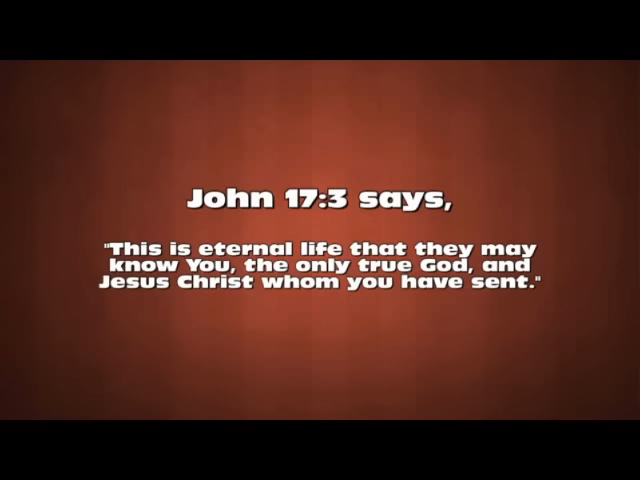 John 17:3 says,
"This is eternal life that they may
know You, the only true God, and
Jesus Christ whom you have sent."